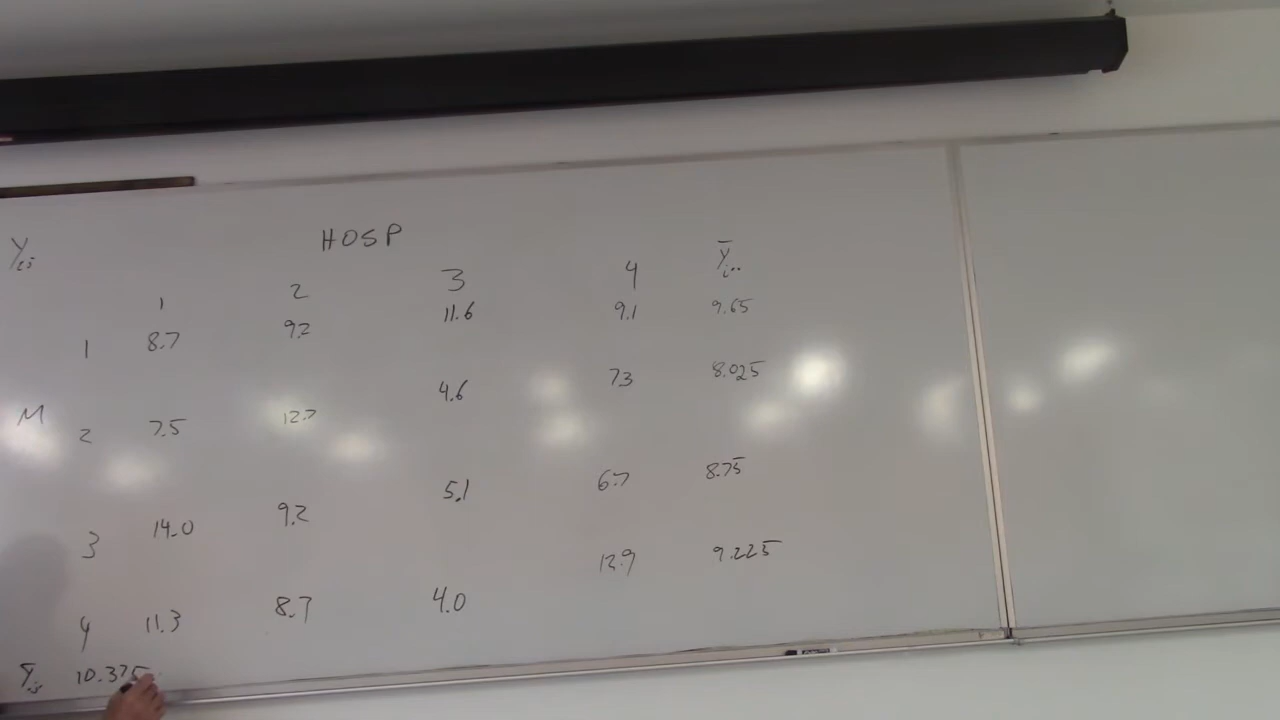 Yij
HOSP
1 2 3 4 Ȳi..
1 8.7 9.2 11.6 9.1 9.65
M 2 7.5 12.7 4.6 7.3 8.025
3 14.0 9.2 5.1 6.7 8.75
4 11.3 8.7 4.0 12.9 9.225
10.375